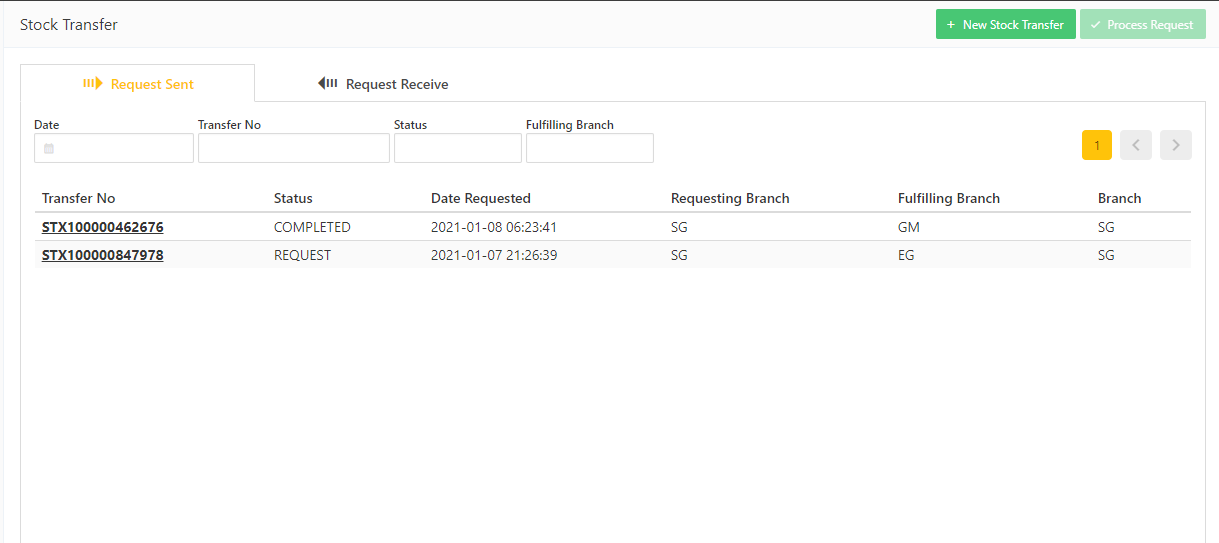 Stock Transfer
+ New Stock Transfer
Process Request
Request Sent
Request Receive
Date Transfer No Status Fulfilling Branch
1
Transfer No Status Date Requested Requesting Branch Fulfilling Branch Branch
STX100000462676 COMPLETED 2021-01-08 06:23:41 SG GM SG
STX100000847978 REQUEST 2021-01-07 21:26:39 SG EG SG